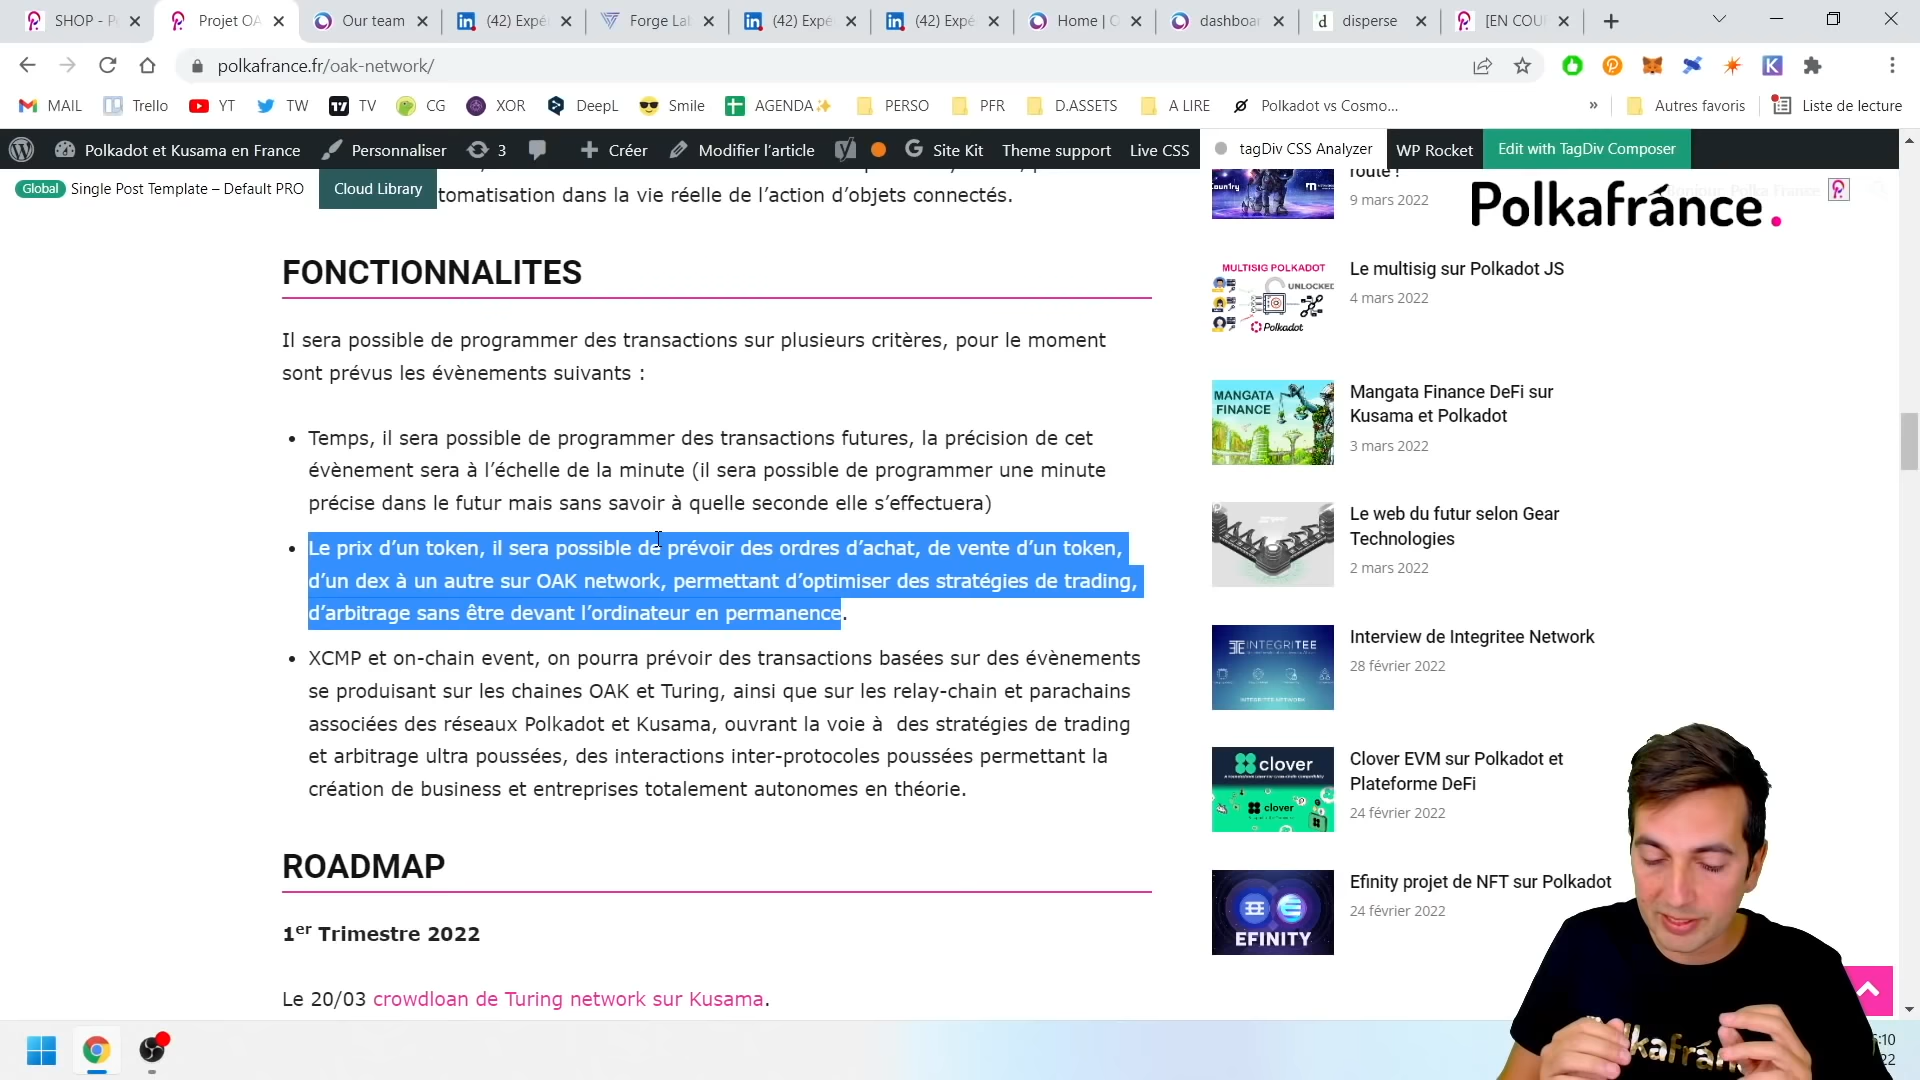 SHOP - P
Projet OA
Our team
(42) Expé
Forge Lab
(42) Expé
(42) Expé
Home | O
dashboar
disperse
[EN COU
polkafrance.fr/oak-network/
MAIL Trello YT TW TV CG XOR DeepL Smile AGENDA✨ PERSO PFR D.ASSETS A LIRE Polkadot vs Cosmo... » Autres favoris Liste de lecture
Polkadot et Kusama en France Personnaliser 3 Créer Modifier l’article Site Kit Theme support Live CSS tagDiv CSS Analyzer WP Rocket Edit with TagDiv Composer
Global Single Post Template – Default PRO Cloud Library
tomatisation dans la vie réelle de l’action d’objets connectés.
FONCTIONNALITES
Il sera possible de programmer des transactions sur plusieurs critères, pour le moment
sont prévus les évènements suivants :
• Temps, il sera possible de programmer des transactions futures, la précision de cet
évènement sera à l’échelle de la minute (il sera possible de programmer une minute
précise dans le futur mais sans savoir à quelle seconde elle s’effectuera)
• Le prix d’un token, il sera possible de prévoir des ordres d’achat, de vente d’un token,
d’un dex à un autre sur OAK network, permettant d’optimiser des stratégies de trading,
d’arbitrage sans être devant l’ordinateur en permanence.
• XCMP et on-chain event, on pourra prévoir des transactions basées sur des évènements
se produisant sur les chaines OAK et Turing, ainsi que sur les relay-chain et parachains
associées des réseaux Polkadot et Kusama, ouvrant la voie à des stratégies de trading
et arbitrage ultra poussées, des interactions inter-protocoles poussées permettant la
création de business et entreprises totalement autonomes en théorie.
ROADMAP
1er Trimestre 2022
Le 20/03 crowdloan de Turing network sur Kusama.
route !
9 mars 2022
Polkafránce.
MULTISIG POLKADOT
UNLOCKED
Polkadot
Le multisig sur Polkadot JS
4 mars 2022
MANGATA
FINANCE
Mangata Finance DeFi sur
Kusama et Polkadot
3 mars 2022
Le web du futur selon Gear
Technologies
2 mars 2022
INTEGRITEE
INTEGRITEE NETWORK
Interview de Integritee Network
28 février 2022
clover
clover
Clover EVM sur Polkadot et
Plateforme DeFi
24 février 2022
EFINITY
Efinity projet de NFT sur Polkadot
24 février 2022